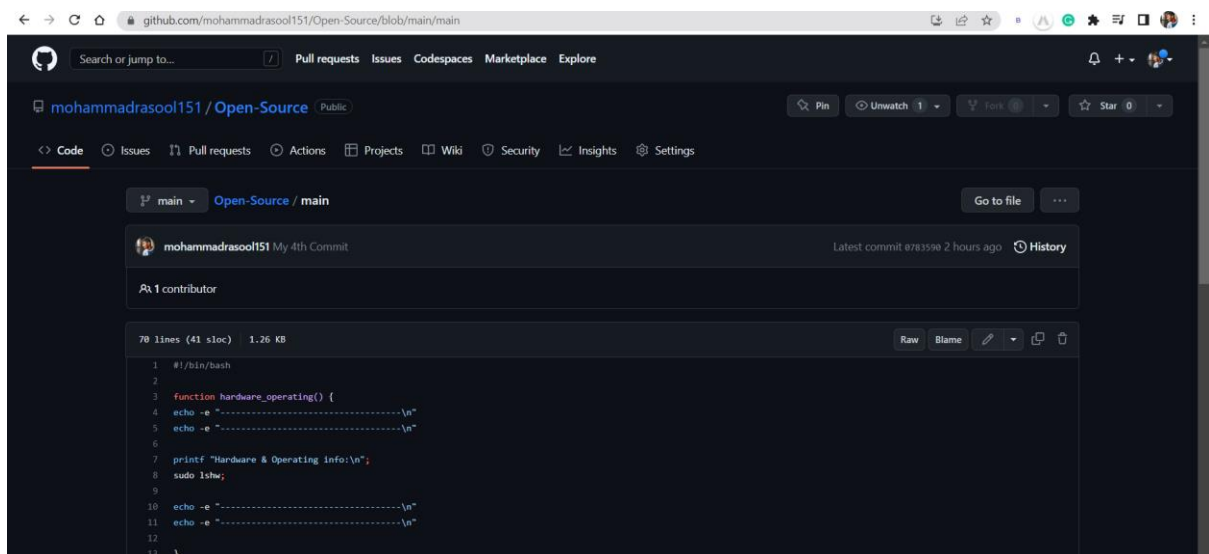 github.com/mohammadrasool151/Open-Source/blob/main/main
Search or jump to... / Pull requests Issues Codespaces Marketplace Explore
mohammadrasool151 / Open-Source Public Pin Unwatch 1 Fork 0 Star 0
<> Code Issues Pull requests Actions Projects Wiki Security Insights Settings
main Open-Source / main Go to file ...
mohammadrasool151 My 4th Commit Latest commit 0783590 2 hours ago History
1 contributor
70 lines (41 sloc) 1.26 KB Raw Blame
1 #!/bin/bash
2
3 function hardware_operating() {
4 echo -e "-----------------------------------\n"
5 echo -e "-----------------------------------\n"
6
7 printf "Hardware & Operating info:\n";
8 sudo lshw;
9
10 echo -e "-----------------------------------\n"
11 echo -e "-----------------------------------\n"
12
13 }